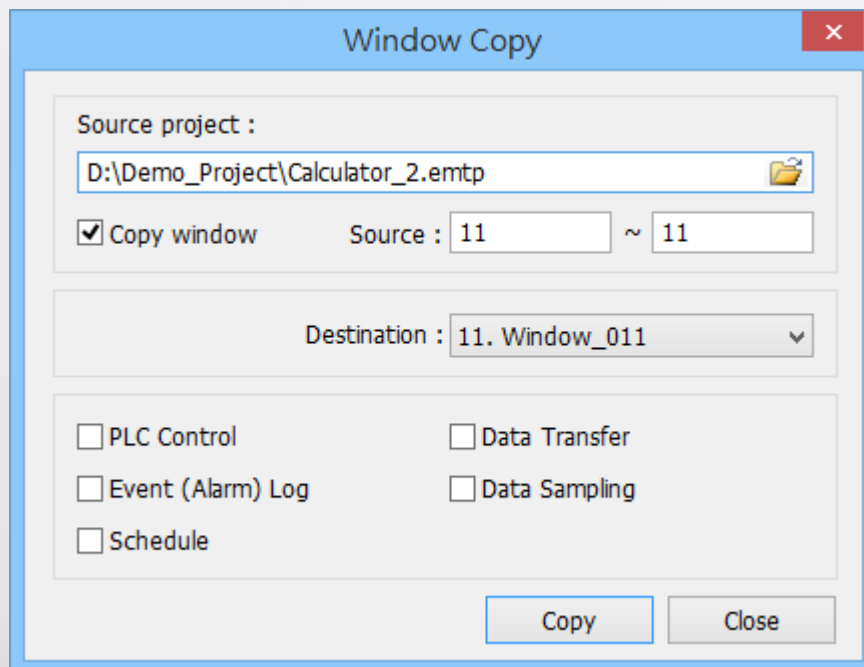 Window Copy
Source project :
D:\Demo_Project\Calculator_2.emtp
Copy window Source : 11 ~ 11
Destination : 11. Window_011
PLC Control Data Transfer
Event (Alarm) Log Data Sampling
Schedule
Copy Close